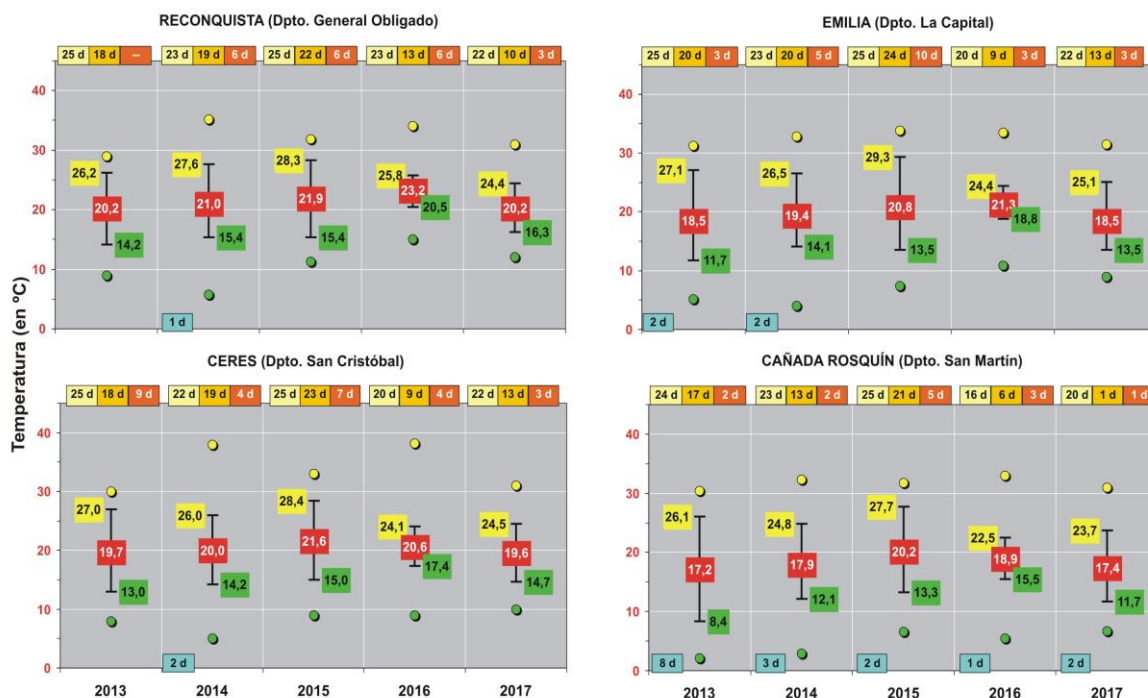 RECONQUISTA (Dpto. General Obligado)
25 d 18 d -- 23 d 19 d 6 d 25 d 22 d 6 d 23 d 13 d 6 d 22 d 10 d 3 d
40
30
20
10
0
26,2 20,2 14,2
27,6 21,0 15,4
28,3 21,9 15,4
25,8 23,2 20,5
24,4 20,2 16,3
1 d
EMILIA (Dpto. La Capital)
25 d 20 d 3 d 23 d 20 d 5 d 25 d 24 d 10 d 20 d 9 d 3 d 22 d 13 d 3 d
40
30
20
10
0
27,1 18,5 11,7
26,5 19,4 14,1
29,3 20,8 13,5
24,4 21,3 18,8
25,1 18,5 13,5
2 d 2 d
Temperatura (en ºC)
CERES (Dpto. San Cristóbal)
25 d 18 d 9 d 22 d 19 d 4 d 25 d 23 d 7 d 20 d 9 d 4 d 22 d 13 d 3 d
40
30
20
10
0
27,0 19,7 13,0
26,0 20,0 14,2
28,4 21,6 15,0
24,1 20,6 17,4
24,5 19,6 14,7
2 d
2013 2014 2015 2016 2017
CAÑADA ROSQUÍN (Dpto. San Martín)
24 d 17 d 2 d 23 d 13 d 2 d 25 d 21 d 5 d 16 d 6 d 3 d 20 d 1 d 1 d
40
30
20
10
0
26,1 17,2 8,4
24,8 17,9 12,1
27,7 20,2 13,3
22,5 18,9 15,5
23,7 17,4 11,7
8 d 3 d 2 d 1 d 2 d
2013 2014 2015 2016 2017